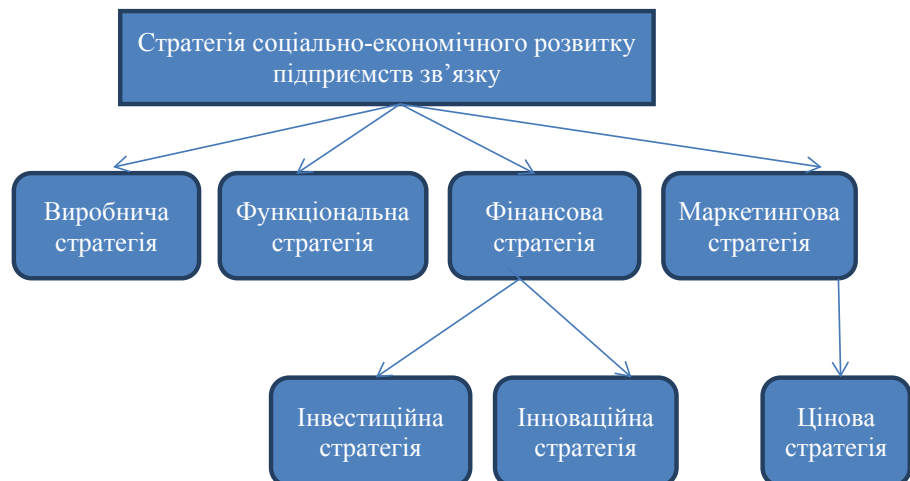 Стратегія соціально-економічного розвитку
підприємств зв’язку
Виробнича
стратегія
Функціональна
стратегія
Фінансова
стратегія
Маркетингова
стратегія
Інвестиційна
стратегія
Інноваційна
стратегія
Цінова
стратегія